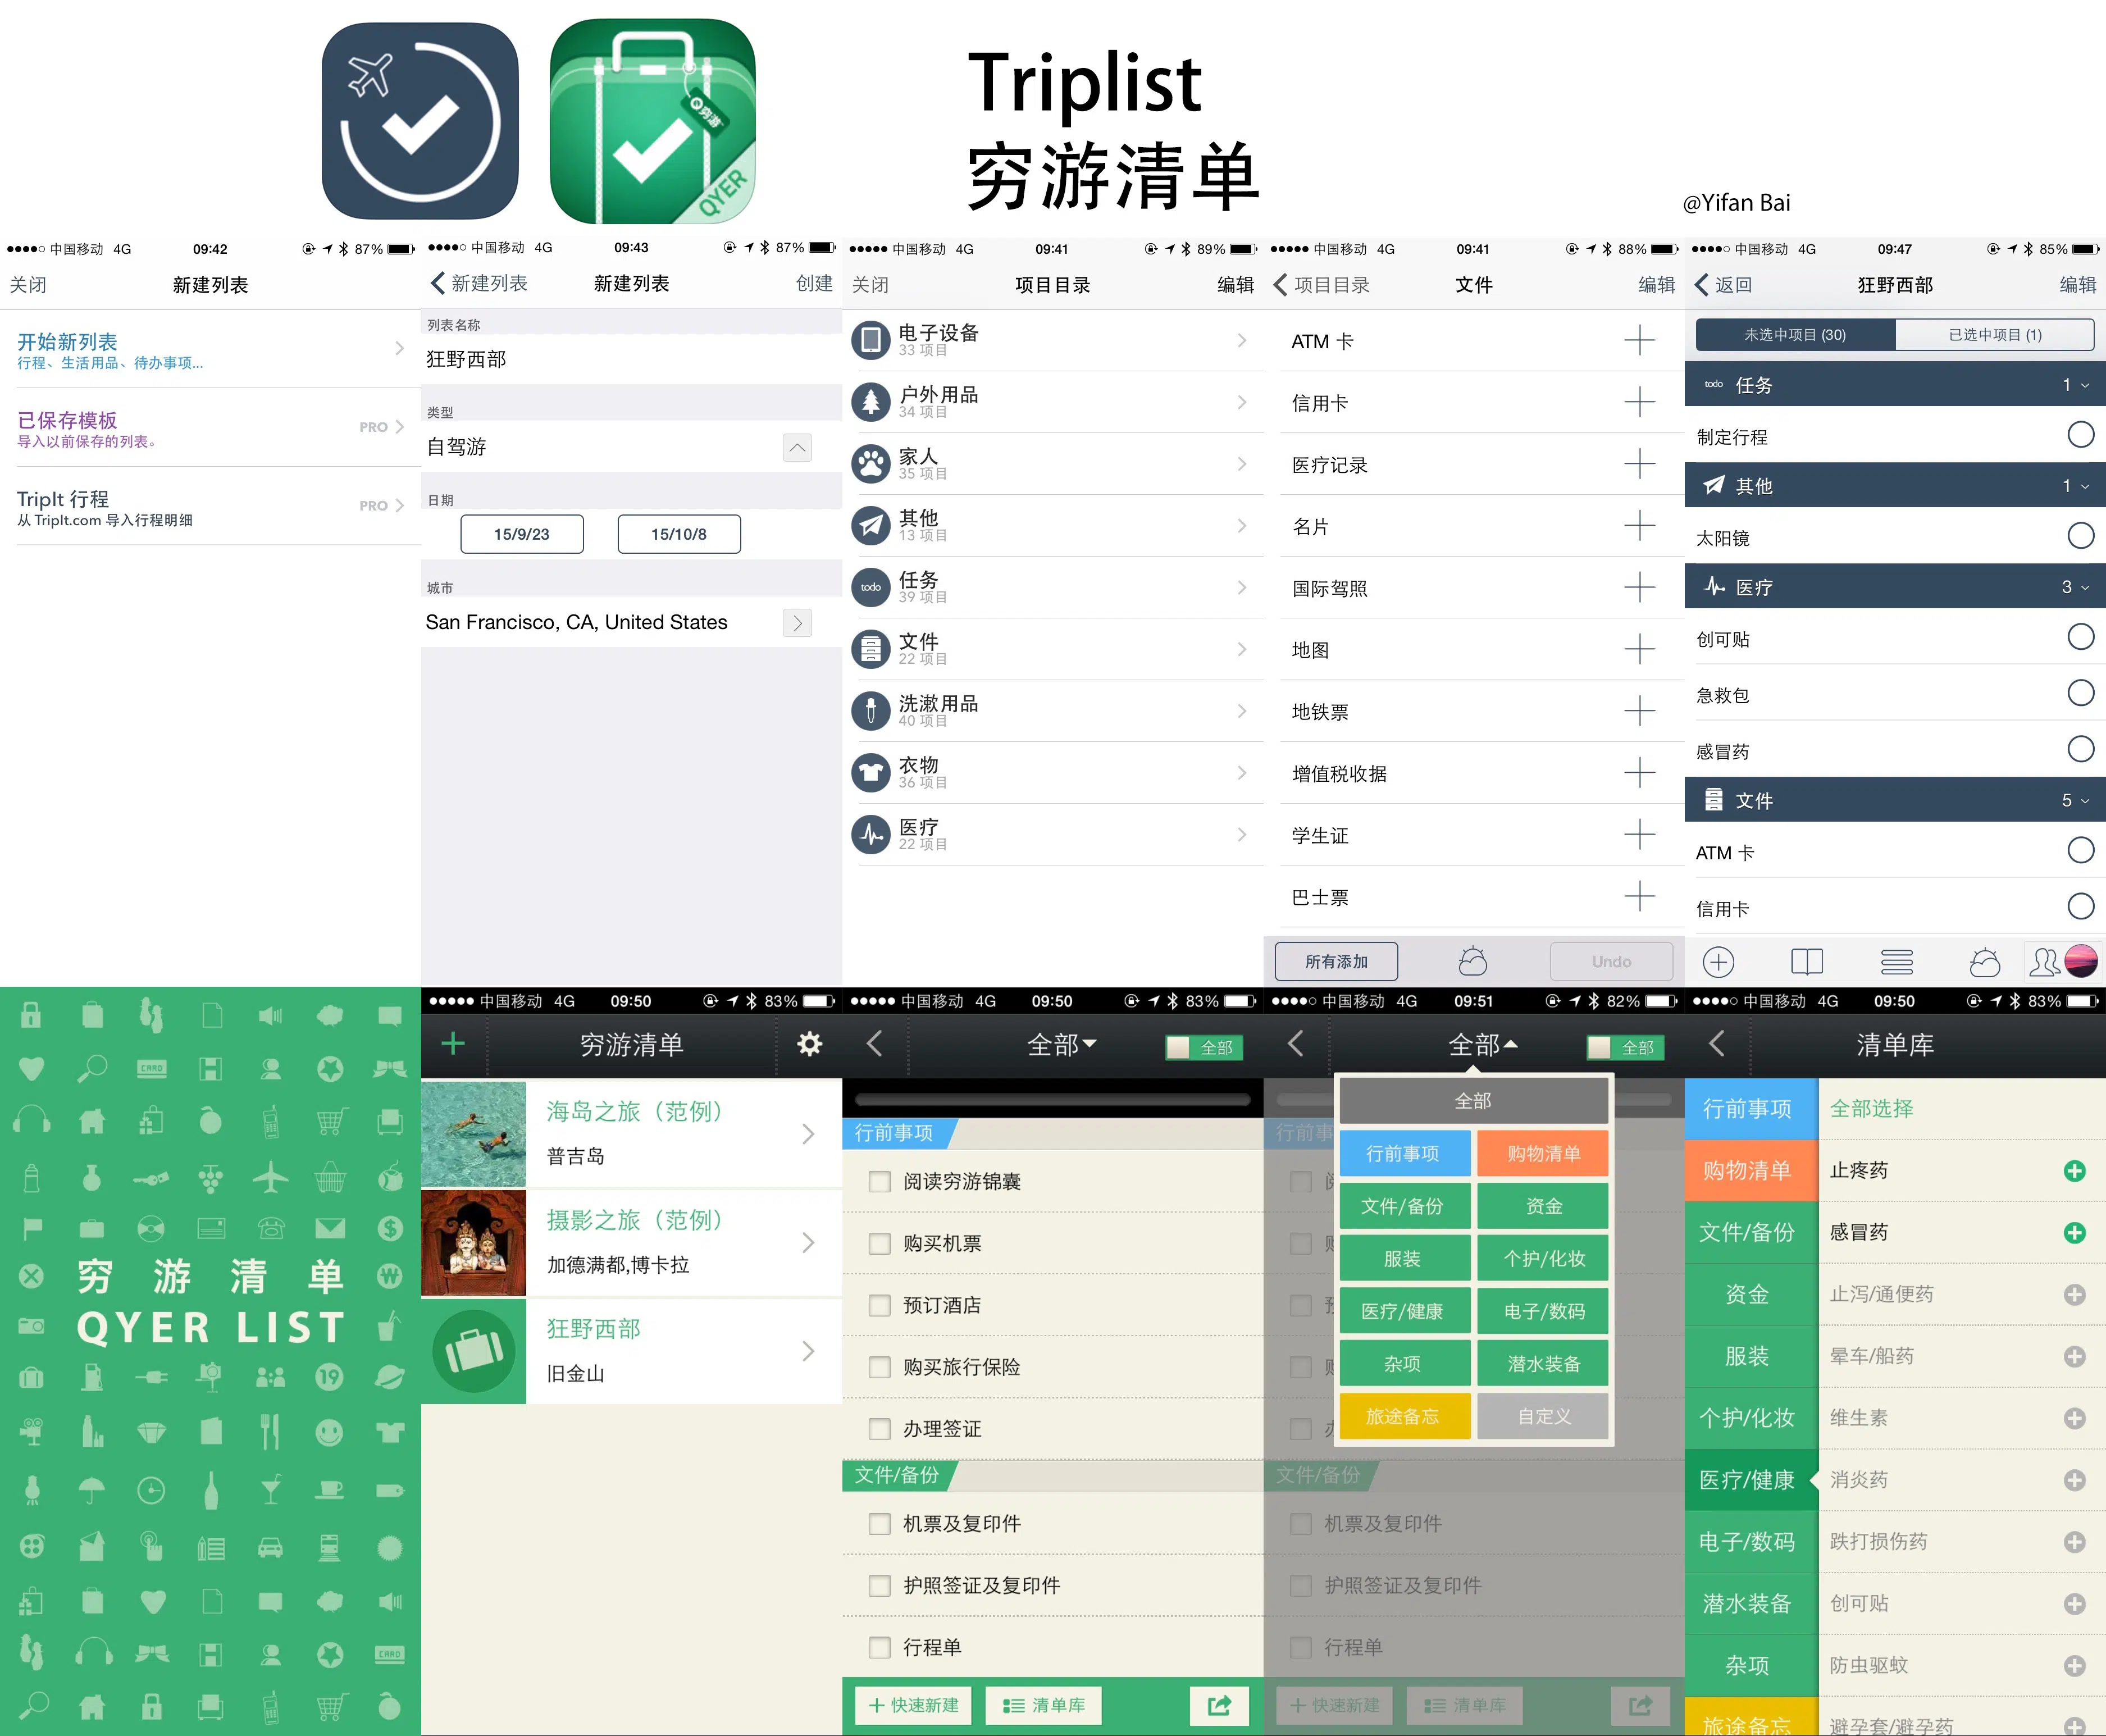 Triplist
穷游清单
@Yifan Bai
穷游
QYER
中国移动 4G 09:42 87%
关闭 新建列表
开始新列表
行程、生活用品、待办事项...
已保存模板
导入以前保存的列表。
PRO
TripIt 行程
从 TripIt.com 导入行程明细
PRO
中国移动 4G 09:43 87%
新建列表 新建列表 创建
列表名称
狂野西部
类型
自驾游
日期
15/9/23 15/10/8
城市
San Francisco, CA, United States
中国移动 4G 09:41 89%
关闭 项目目录 编辑
电子设备
33 项目
户外用品
34 项目
家人
35 项目
其他
13 项目
todo
任务
39 项目
文件
22 项目
洗漱用品
40 项目
衣物
36 项目
医疗
22 项目
中国移动 4G 09:41 88%
项目目录 文件 编辑
ATM 卡
信用卡
医疗记录
名片
国际驾照
地图
地铁票
增值税收据
学生证
巴士票
所有添加 Undo
中国移动 4G 09:47 85%
返回 狂野西部 编辑
未选中项目 (30) 已选中项目 (1)
todo 任务 1
制定行程
其他 1
太阳镜
医疗 3
创可贴
急救包
感冒药
文件 5
ATM 卡
信用卡
CARD
穷游清单
QYER LIST
19
CARD
中国移动 4G 09:50 83%
穷游清单
海岛之旅（范例）
普吉岛
摄影之旅（范例）
加德满都,博卡拉
狂野西部
旧金山
中国移动 4G 09:50 83%
全部 全部
行前事项
阅读穷游锦囊
购买机票
预订酒店
购买旅行保险
办理签证
文件/备份
机票及复印件
护照签证及复印件
行程单
快速新建 清单库
中国移动 4G 09:51 82%
全部 全部
全部
行前事项 购物清单
文件/备份 资金
服装 个护/化妆
医疗/健康 电子/数码
杂项 潜水装备
旅途备忘 自定义
行前事
文件/备份
机票及复印件
护照签证及复印件
行程单
快速新建 清单库
中国移动 4G 09:50 83%
清单库
行前事项 全部选择
购物清单 止疼药
文件/备份 感冒药
资金 止泻/通便药
服装 晕车/船药
个护/化妆 维生素
医疗/健康 消炎药
电子/数码 跌打损伤药
潜水装备 创可贴
杂项 防虫驱蚊
旅途备忘 避孕套/避孕药